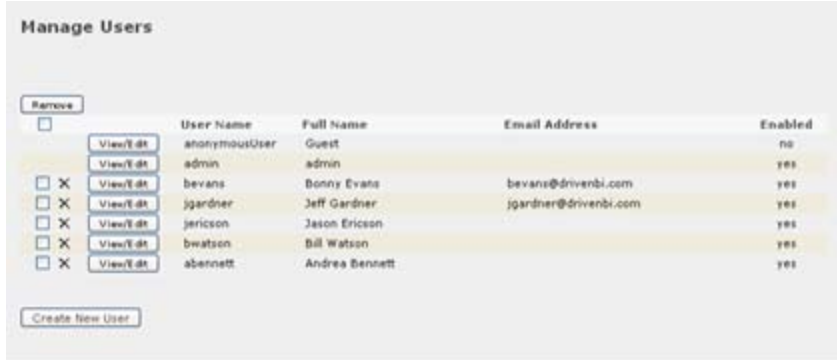 Manage Users
Remove
User Name Full Name Email Address Enabled
View/Edit anonymousUser Guest no
View/Edit admin admin yes
View/Edit bevans Bonny Evans bevans@drivenbi.com yes
View/Edit jgardner Jeff Gardner jgardner@drivenbi.com yes
View/Edit jericson Jason Ericson yes
View/Edit bwatson Bill Watson yes
View/Edit abennett Andrea Bennett yes
Create New User